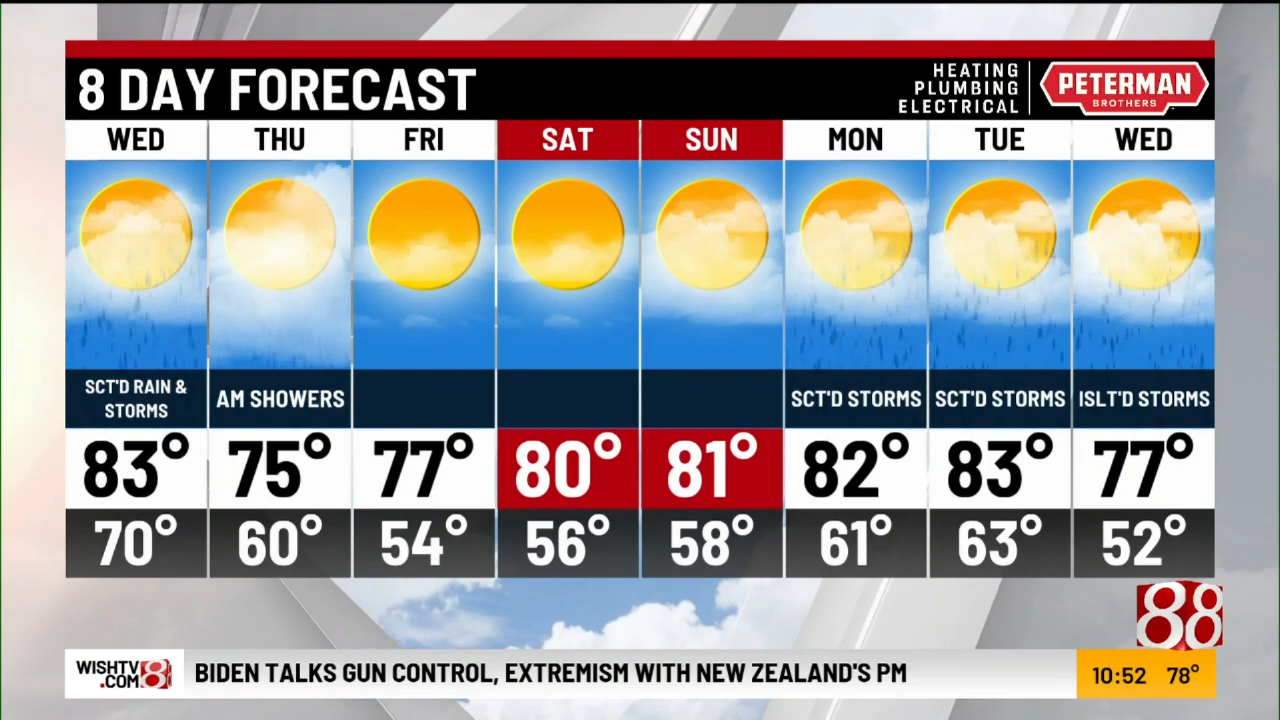 8 DAY FORECAST
HEATING
PLUMBING
ELECTRICAL
PETERMAN
BROTHERS
WED THU FRI SAT SUN MON TUE WED
SCT'D RAIN &
STORMS
AM SHOWERS
SCT'D STORMS
SCT'D STORMS
ISLT'D STORMS
83° 75° 77° 80° 81° 82° 83° 77°
70° 60° 54° 56° 58° 61° 63° 52°
88
WISHTV
.COM 8
BIDEN TALKS GUN CONTROL, EXTREMISM WITH NEW ZEALAND'S PM
10:52 78°